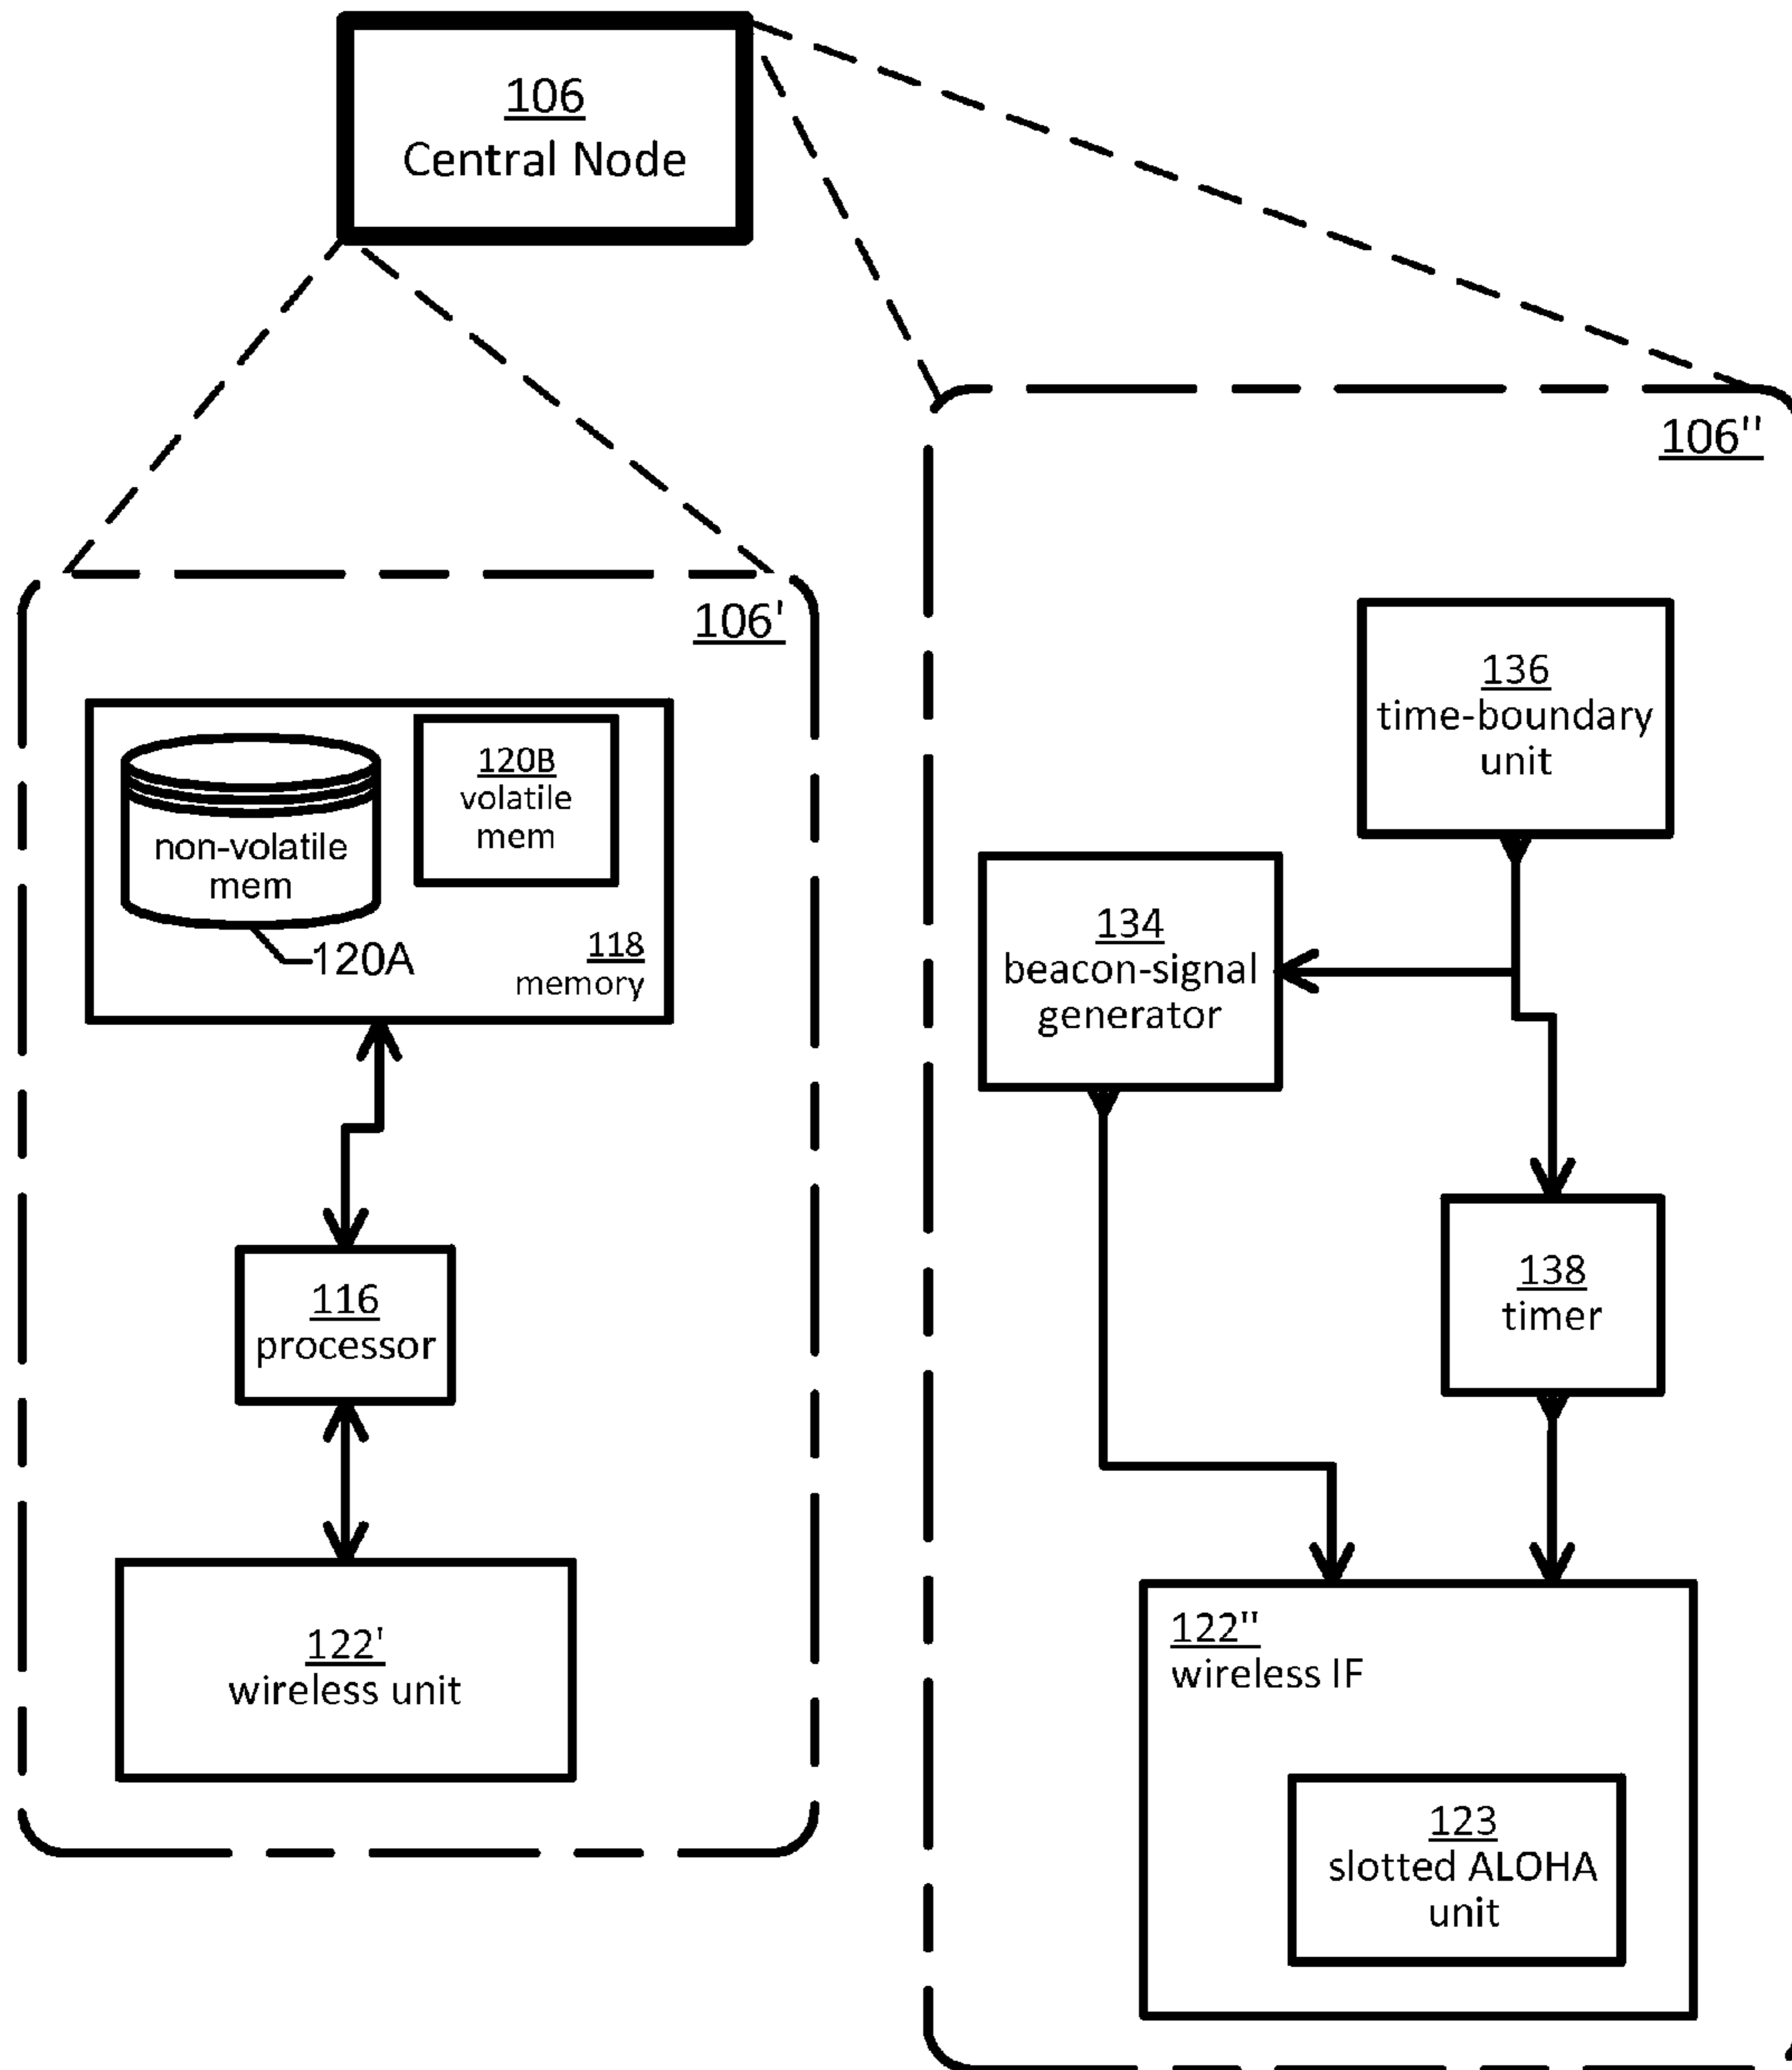 106
Central Node
106'
120B
volatile
mem
non-volatile
mem
120A
118
memory
116
processor
122'
wireless unit
106"
136
time-boundary
unit
134
beacon-signal
generator
138
timer
122"
wireless IF
123
slotted ALOHA
unit